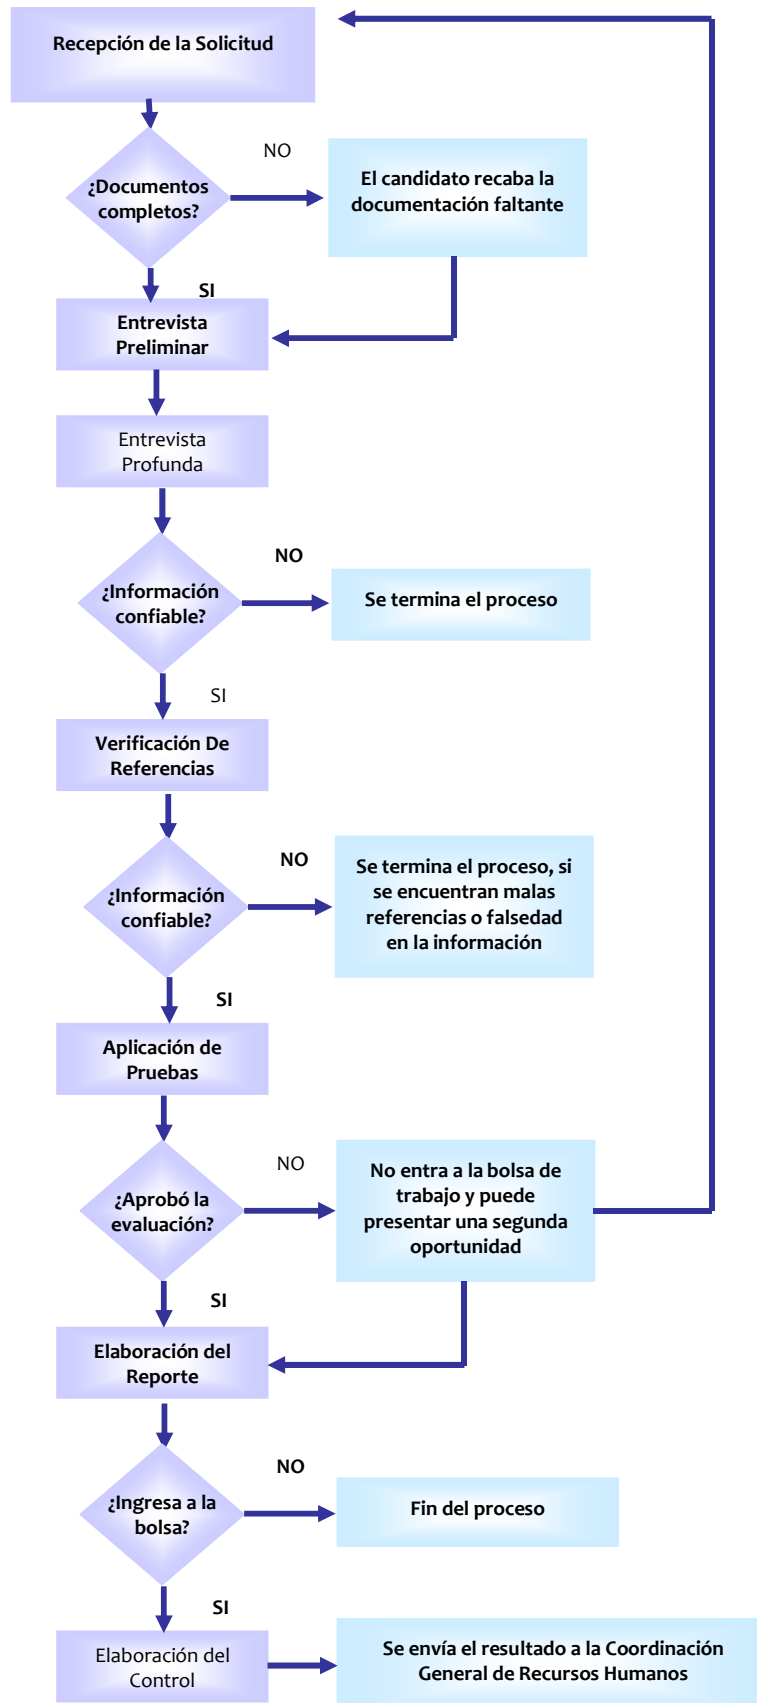 Recepción de la Solicitud
NO
¿Documentos
completos?
El candidato recaba la
documentación faltante
SI
Entrevista
Preliminar
Entrevista
Profunda
NO
¿Información
confiable?
Se termina el proceso
SI
Verificación De
Referencias
NO
¿Información
confiable?
Se termina el proceso, si
se encuentran malas
referencias o falsedad
en la información
SI
Aplicación de
Pruebas
NO
¿Aprobó la
evaluación?
No entra a la bolsa de
trabajo y puede
presentar una segunda
oportunidad
SI
Elaboración del
Reporte
NO
¿Ingresa a la
bolsa?
Fin del proceso
SI
Elaboración del
Control
Se envía el resultado a la Coordinación
General de Recursos Humanos